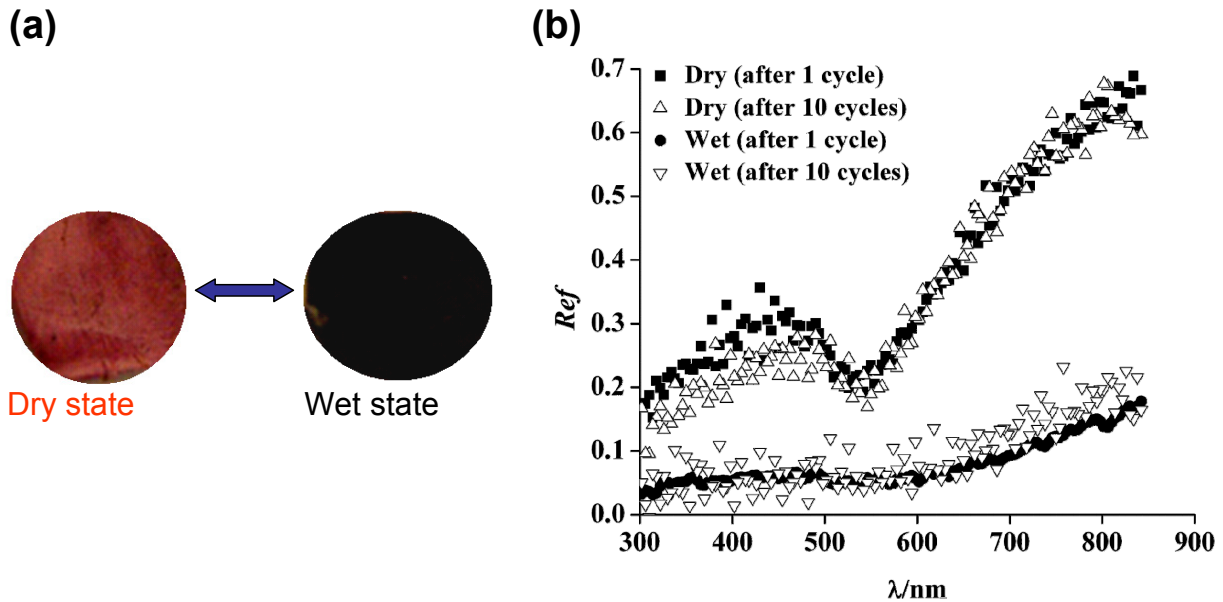 (a)
Dry state
Wet state
(b)
Ref
0.7
0.6
0.5
0.4
0.3
0.2
0.1
0.0
Dry (after 1 cycle)
Dry (after 10 cycles)
Wet (after 1 cycle)
Wet (after 10 cycles)
300 400 500 600 700 800 900
λ/nm